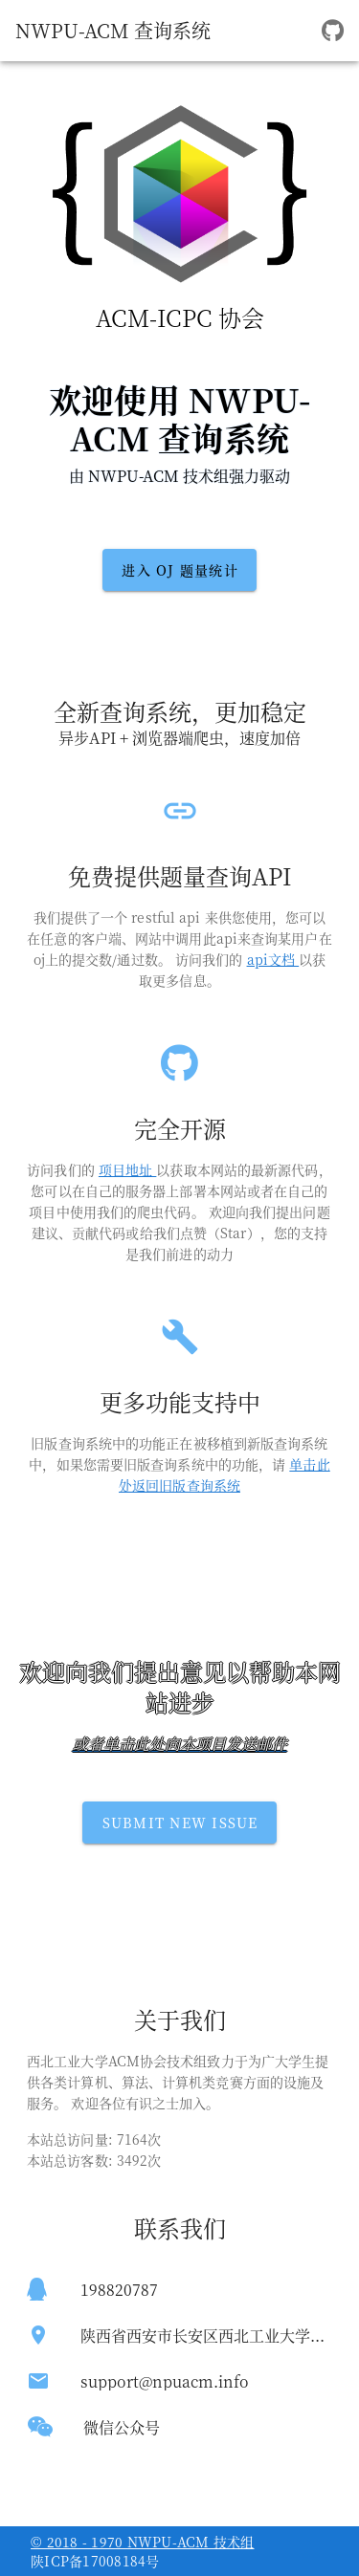 NWPU-ACM 查询系统
ACM-ICPC 协会
欢迎使用 NWPU-
ACM 查询系统
由 NWPU-ACM 技术组强力驱动
进入 OJ 题量统计
全新查询系统，更加稳定
异步API + 浏览器端爬虫，速度加倍
免费提供题量查询API
我们提供了一个 restful api 来供您使用，您可以
在任意的客户端、网站中调用此api来查询某用户在
oj上的提交数/通过数。 访问我们的 api文档 以获
取更多信息。
完全开源
访问我们的 项目地址 以获取本网站的最新源代码，
您可以在自己的服务器上部署本网站或者在自己的
项目中使用我们的爬虫代码。 欢迎向我们提出问题
建议、贡献代码或给我们点赞（Star），您的支持
是我们前进的动力
更多功能支持中
旧版查询系统中的功能正在被移植到新版查询系统
中，如果您需要旧版查询系统中的功能，请 单击此
处返回旧版查询系统
欢迎向我们提出意见以帮助本网
站进步
或者单击此处向本项目发送邮件
SUBMIT NEW ISSUE
关于我们
西北工业大学ACM协会技术组致力于为广大学生提
供各类计算机、算法、计算机类竞赛方面的设施及
服务。 欢迎各位有识之士加入。
本站总访问量: 7164次
本站总访客数: 3492次
联系我们
198820787
陕西省西安市长安区西北工业大学...
support@npuacm.info
微信公众号
© 2018 - 1970 NWPU-ACM 技术组
陕ICP备17008184号